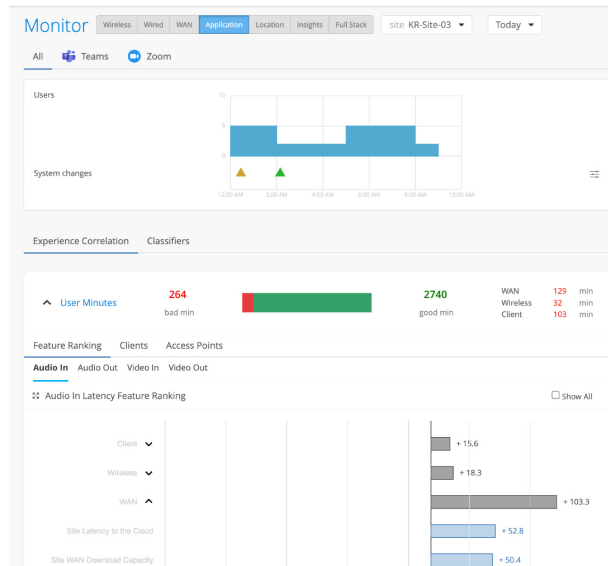 Monitor Wireless Wired WAN Application Location Insights Full Stack site KR-Site-03 Today
All Teams Zoom
Users
10
5
0
System changes
12:00 AM 2:00 AM 4:00 AM 6:00 AM 8:00 AM 10:00 AM
Experience Correlation Classifiers
User Minutes
264
bad min
2740
good min
WAN 129 min
Wireless 32 min
Client 103 min
Feature Ranking Clients Access Points
Audio In Audio Out Video In Video Out
Audio In Latency Feature Ranking Show All
Client + 15.6
Wireless + 18.3
WAN + 103.3
Site Latency to the Cloud + 52.8
Site WAN Download Capacity + 50.4